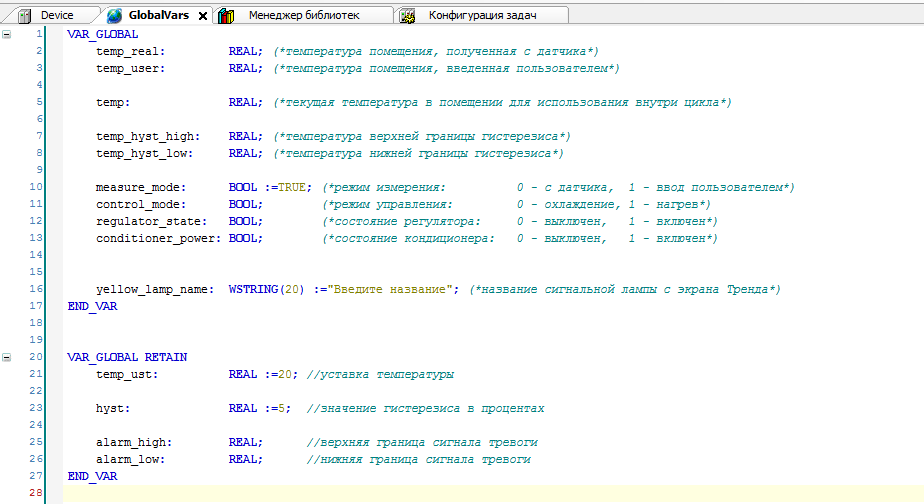 Device GlobalVars Менеджер библиотек Конфигурация задач
1 VAR_GLOBAL
2 temp_real: REAL; (*температура помещения, полученная с датчика*)
3 temp_user: REAL; (*температура помещения, введенная пользователем*)
4
5 temp: REAL; (*текущая температура в помещении для использования внутри цикла*)
6
7 temp_hyst_high: REAL; (*температура верхней границы гистерезиса*)
8 temp_hyst_low: REAL; (*температура нижней границы гистерезиса*)
9
10 measure_mode: BOOL :=TRUE; (*режим измерения: 0 - с датчика, 1 - ввод пользователем*)
11 control_mode: BOOL; (*режим управления: 0 - охлаждение, 1 - нагрев*)
12 regulator_state: BOOL; (*состояние регулятора: 0 - выключен, 1 - включен*)
13 conditioner_power: BOOL; (*состояние кондиционера: 0 - выключен, 1 - включен*)
14
15
16 yellow_lamp_name: WSTRING(20) :="Введите название"; (*название сигнальной лампы с экрана Тренда*)
17 END_VAR
18
19
20 VAR_GLOBAL RETAIN
21 temp_ust: REAL :=20; //уставка температуры
22
23 hyst: REAL :=5; //значение гистерезиса в процентах
24
25 alarm_high: REAL; //верхняя граница сигнала тревоги
26 alarm_low: REAL; //нижняя граница сигнала тревоги
27 END_VAR
28